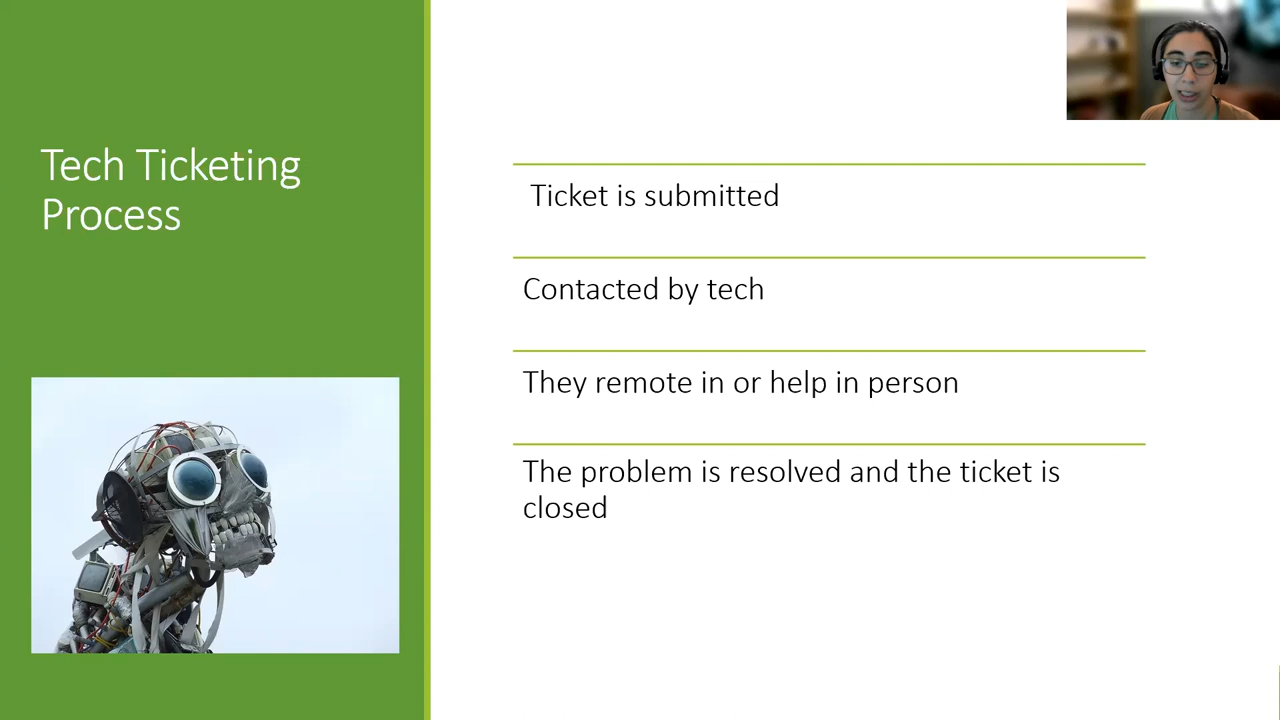 Tech Ticketing
Process
Ticket is submitted
Contacted by tech
They remote in or help in person
The problem is resolved and the ticket is
closed